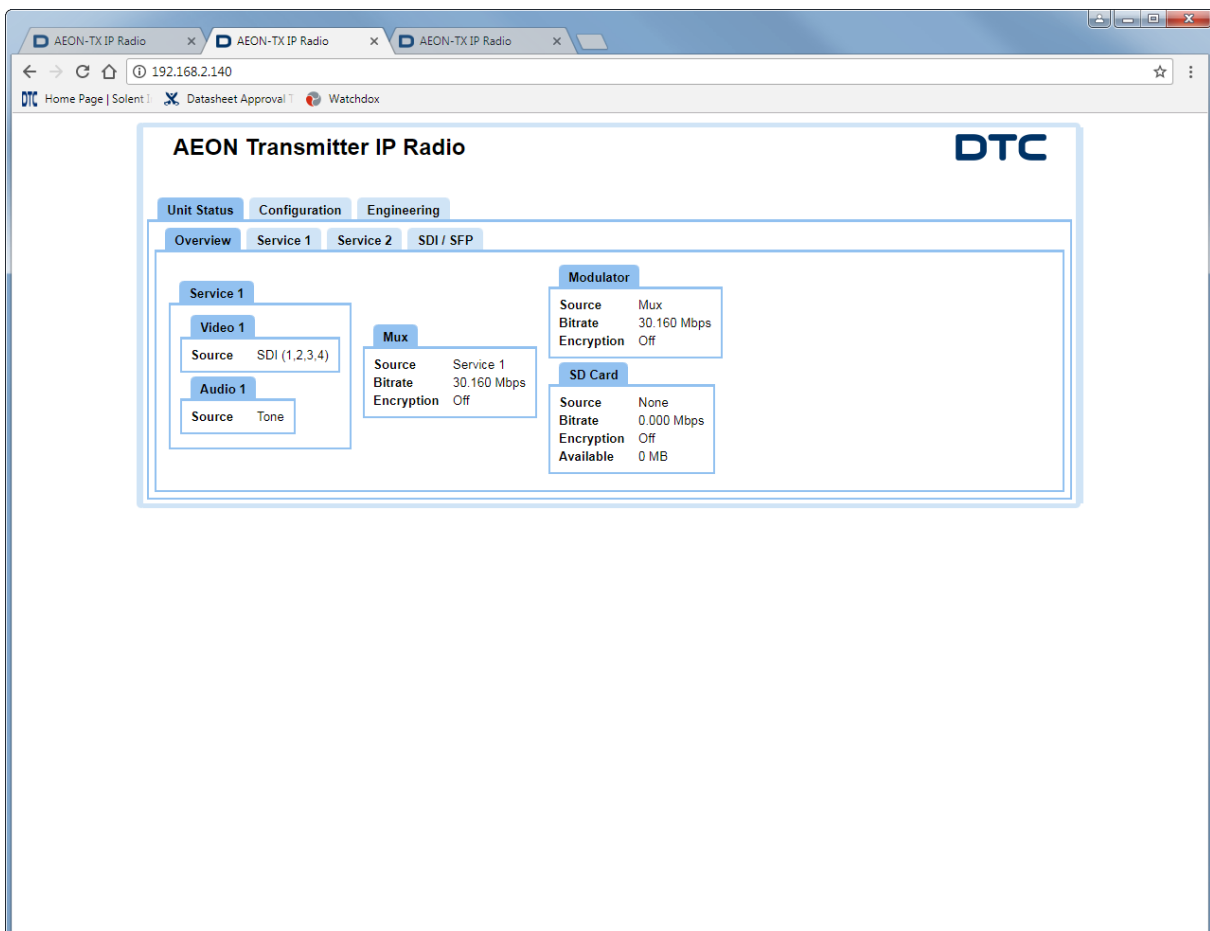 AEON-TX IP Radio
AEON-TX IP Radio
AEON-TX IP Radio
192.168.2.140
DTC Home Page | Solent I
Datasheet Approval T
Watchdox
AEON Transmitter IP Radio
DTC
Unit Status Configuration Engineering
Overview Service 1 Service 2 SDI / SFP
Service 1
Video 1
Source SDI (1,2,3,4)
Audio 1
Source Tone
Mux
Source Service 1
Bitrate 30.160 Mbps
Encryption Off
Modulator
Source Mux
Bitrate 30.160 Mbps
Encryption Off
SD Card
Source None
Bitrate 0.000 Mbps
Encryption Off
Available 0 MB